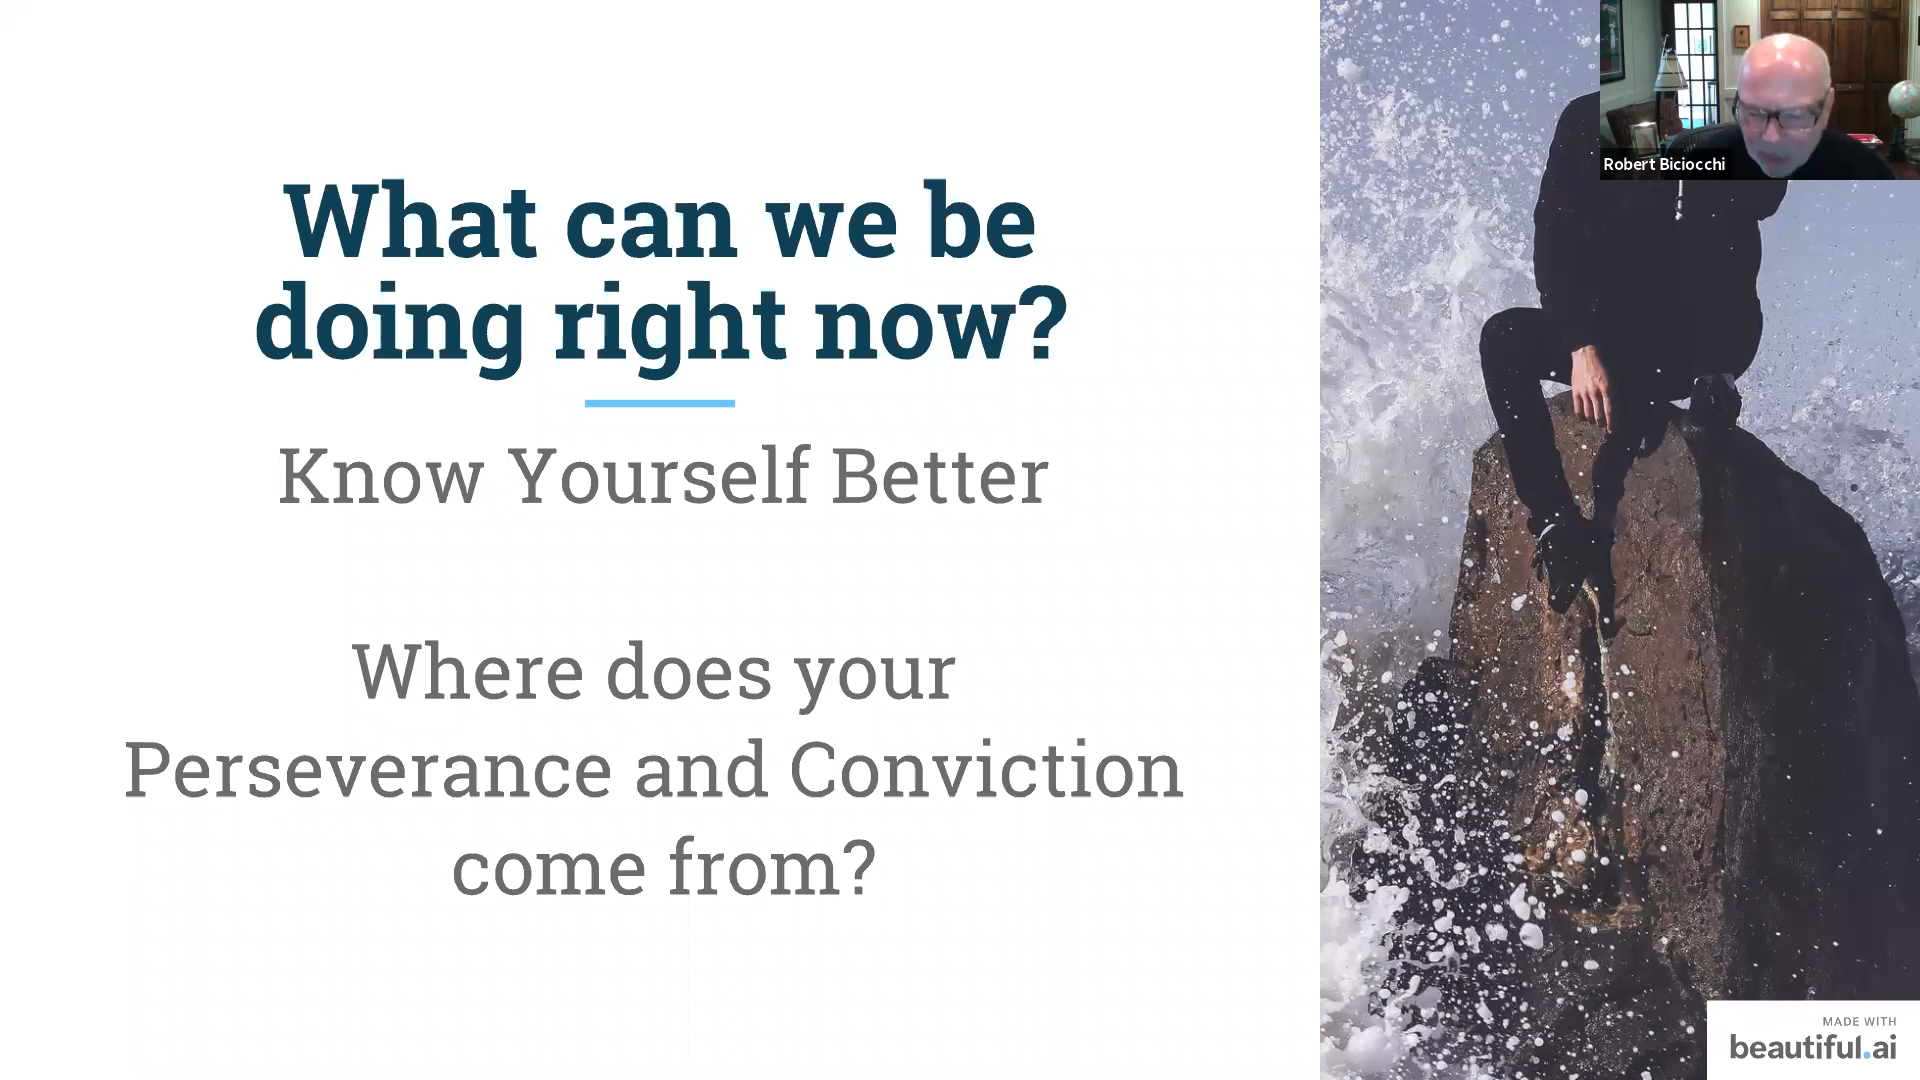 What can we be
doing right now?
Know Yourself Better
Where does your
Perseverance and Conviction
come from?
Robert Biciocchi
MADE WITH
beautiful.ai